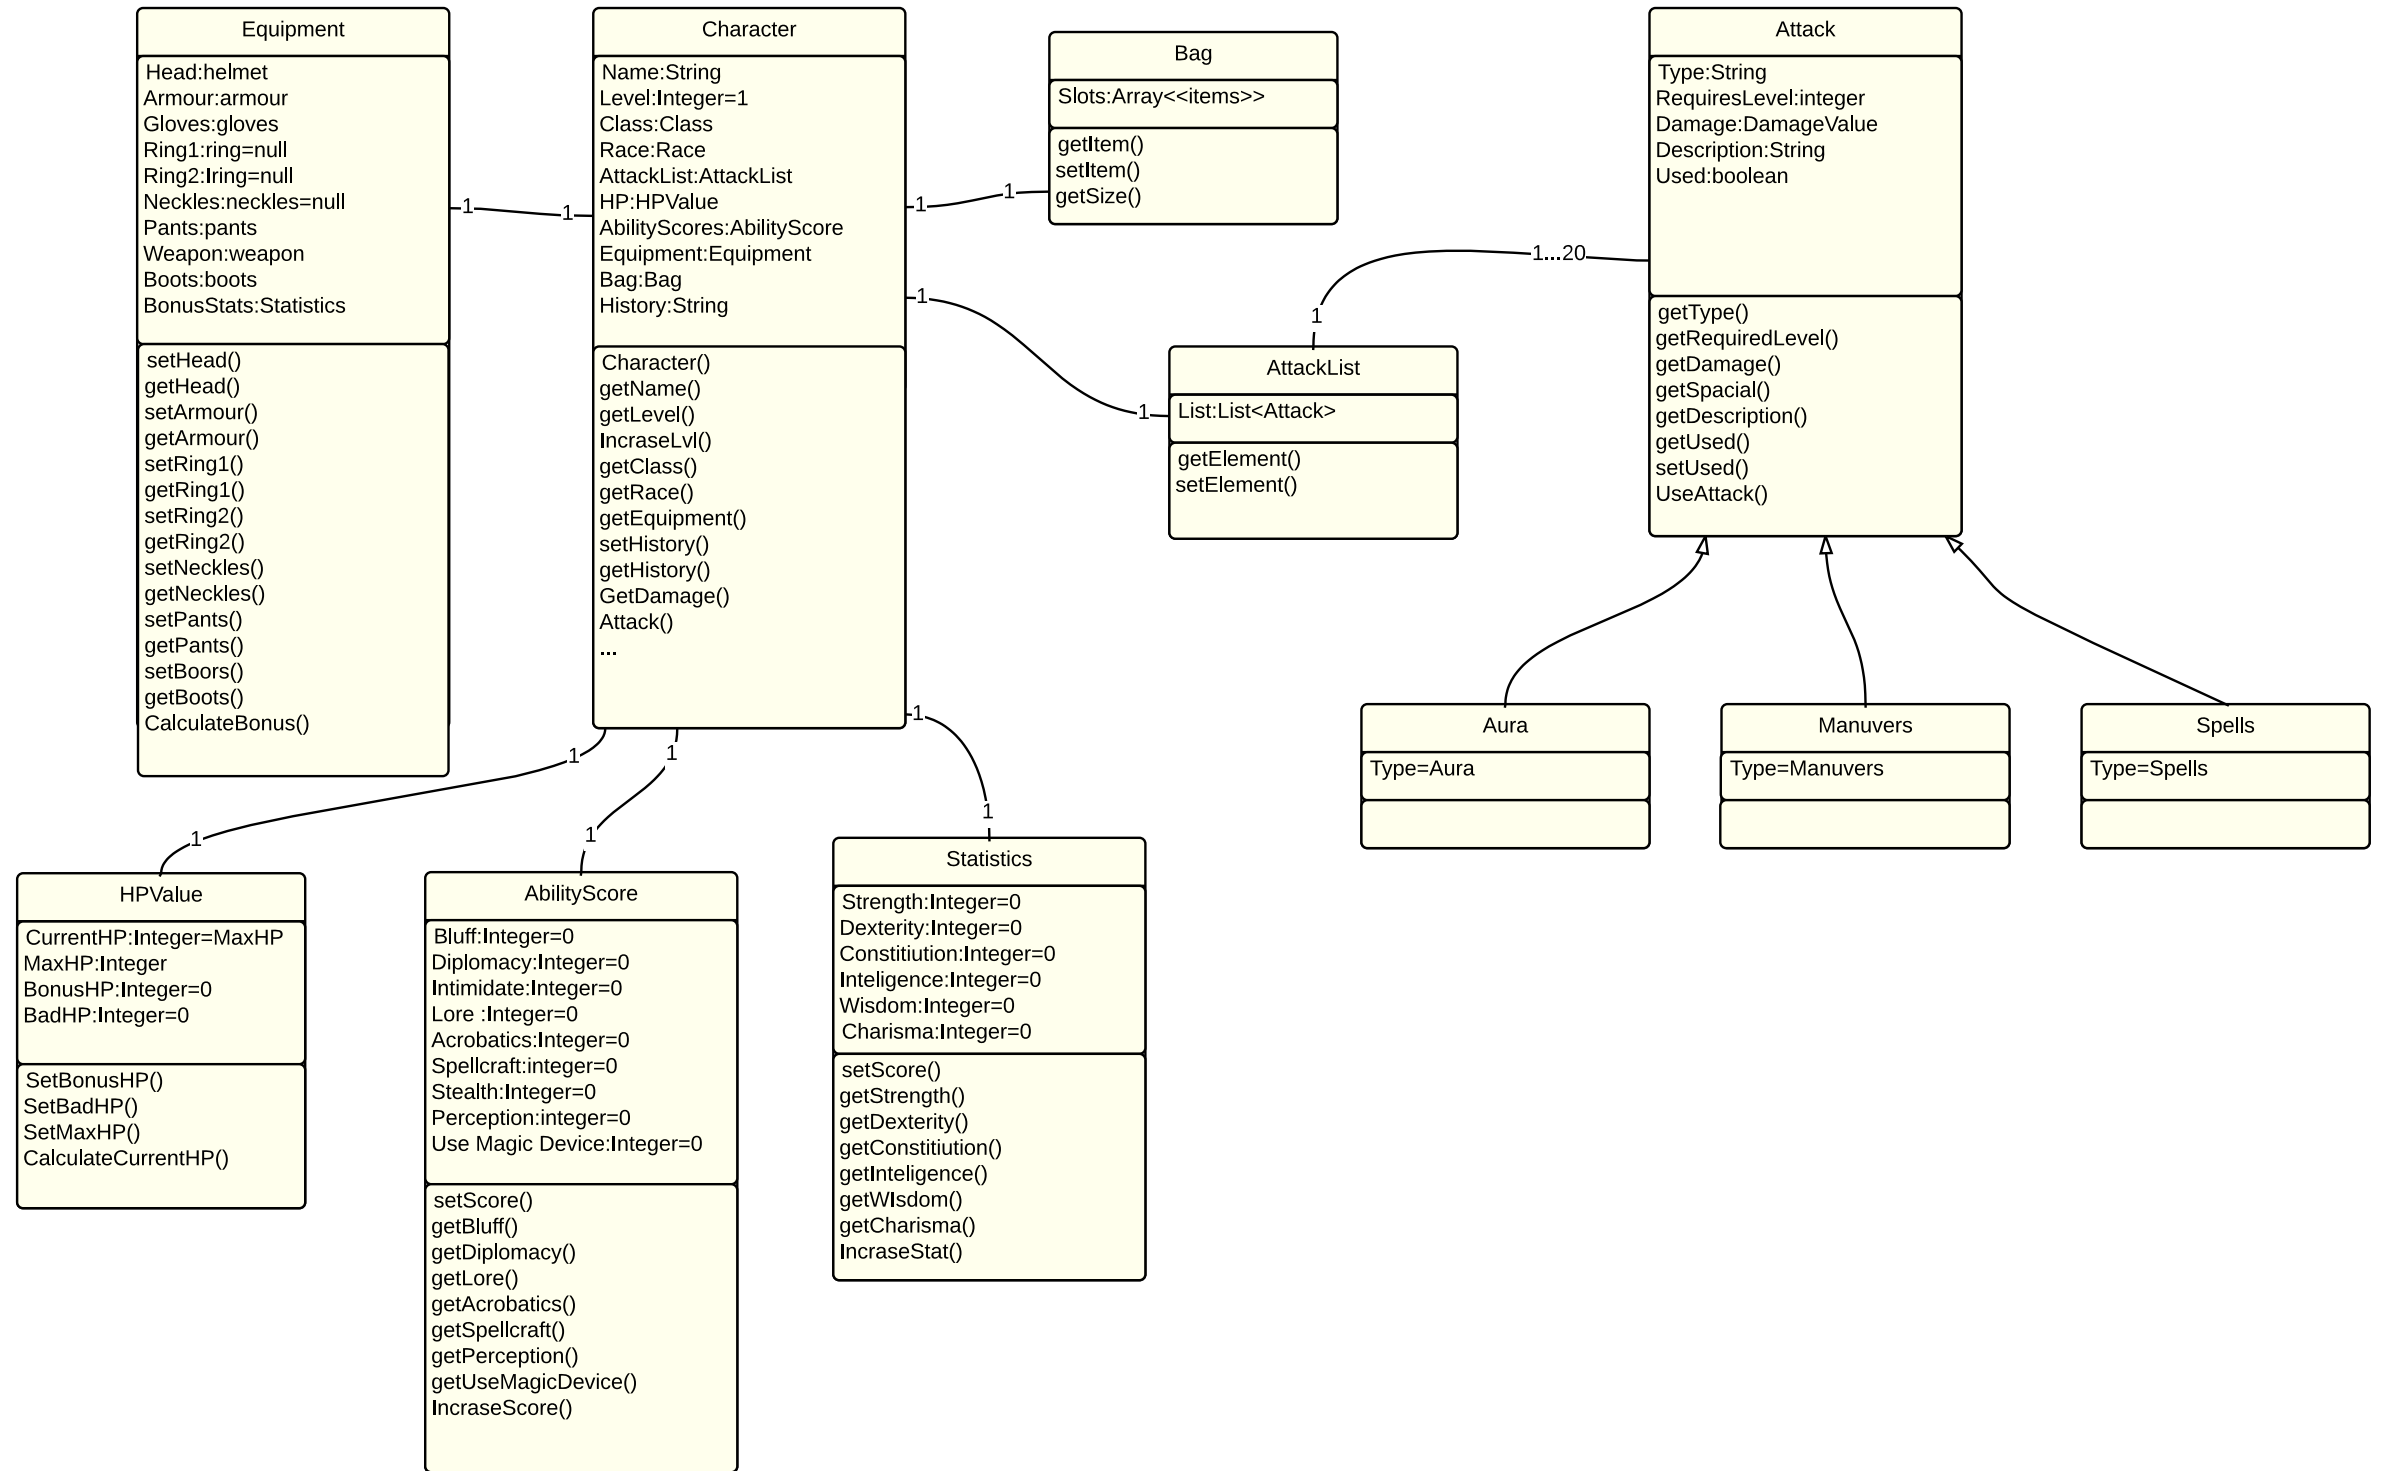 Equipment
Head:helmet
Armour:armour
Gloves:gloves
Ring1:ring=null
Ring2:Iring=null
Neckles:neckles=null
Pants:pants
Weapon:weapon
Boots:boots
BonusStats:Statistics
setHead()
getHead()
setArmour()
getArmour()
setRing1()
getRing1()
setRing2()
getRing2()
setNeckles()
getNeckles()
setPants()
getPants()
setBoors()
getBoots()
CalculateBonus()
1
1
Character
Name:String
Level:Integer=1
Class:Class
Race:Race
AttackList:AttackList
HP:HPValue
AbilityScores:AbilityScore
Equipment:Equipment
Bag:Bag
History:String
Character()
getName()
getLevel()
IncraseLvl()
getClass()
getRace()
getEquipment()
setHistory()
getHistory()
GetDamage()
Attack()
...
1
1
Bag
Slots:Array<<items>>
getItem()
setItem()
getSize()
1
1
AttackList
List:List<Attack>
getElement()
setElement()
1
1...20
Attack
Type:String
RequiresLevel:integer
Damage:DamageValue
Description:String
Used:boolean
getType()
getRequiredLevel()
getDamage()
getSpacial()
getDescription()
getUsed()
setUsed()
UseAttack()
Aura
Type=Aura
Manuvers
Type=Manuvers
Spells
Type=Spells
1
1
HPValue
CurrentHP:Integer=MaxHP
MaxHP:Integer
BonusHP:Integer=0
BadHP:Integer=0
SetBonusHP()
SetBadHP()
SetMaxHP()
CalculateCurrentHP()
1
1
AbilityScore
Bluff:Integer=0
Diplomacy:Integer=0
Intimidate:Integer=0
Lore :Integer=0
Acrobatics:Integer=0
Spellcraft:integer=0
Stealth:Integer=0
Perception:integer=0
Use Magic Device:Integer=0
setScore()
getBluff()
getDiplomacy()
getLore()
getAcrobatics()
getSpellcraft()
getPerception()
getUseMagicDevice()
IncraseScore()
1
1
Statistics
Strength:Integer=0
Dexterity:Integer=0
Constitiution:Integer=0
Inteligence:Integer=0
Wisdom:Integer=0
Charisma:Integer=0
setScore()
getStrength()
getDexterity()
getConstitiution()
getInteligence()
getWIsdom()
getCharisma()
IncraseStat()